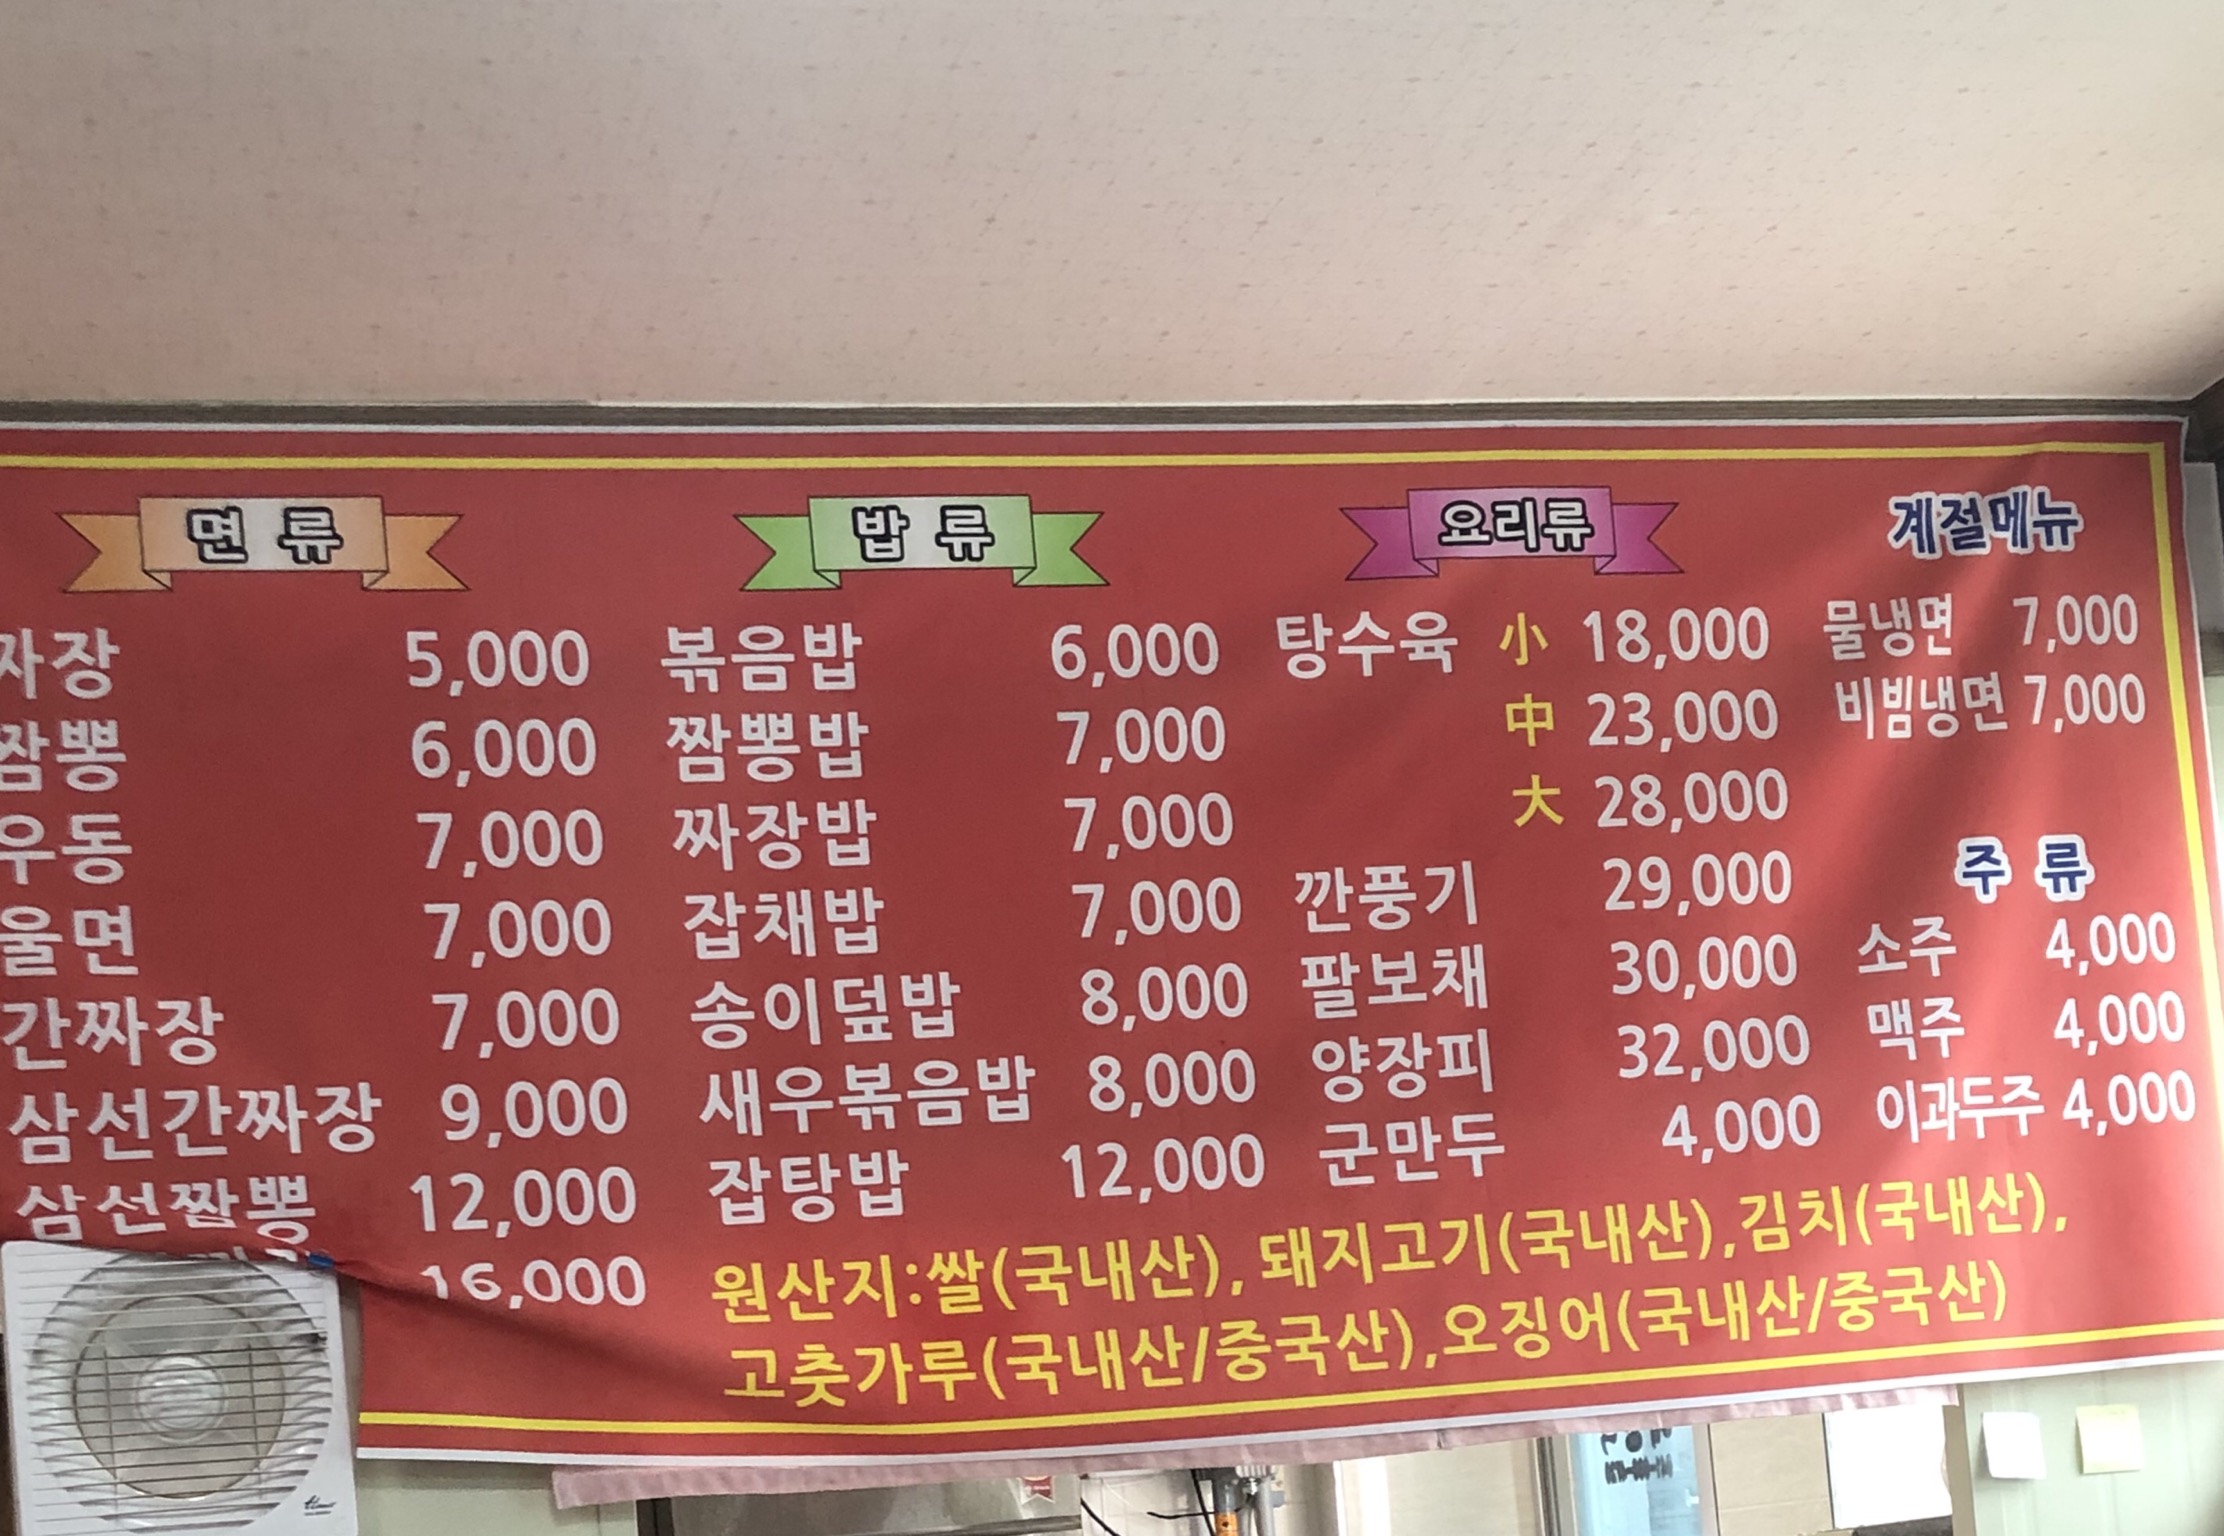 면 류
짜장 5,000
짬뽕 6,000
우동 7,000
울면 7,000
간짜장 7,000
삼선간짜장 9,000
삼선짬뽕 12,000
16,000
밥 류
볶음밥 6,000
짬뽕밥 7,000
짜장밥 7,000
잡채밥 7,000
송이덮밥 8,000
새우볶음밥 8,000
잡탕밥 12,000
요리류
탕수육 小 18,000
中 23,000
大 28,000
깐풍기 29,000
팔보채 30,000
양장피 32,000
군만두 4,000
계절메뉴
물냉면 7,000
비빔냉면 7,000
주 류
소주 4,000
맥주 4,000
이과두주 4,000
원산지:쌀(국내산), 돼지고기(국내산),김치(국내산),
고춧가루(국내산/중국산),오징어(국내산/중국산)